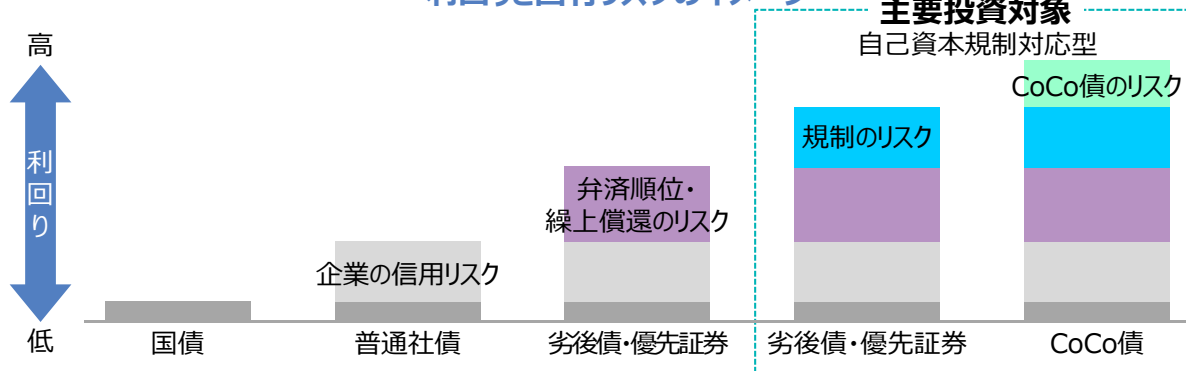 主要投資対象
自己資本規制対応型
高
利回り
低
CoCo債のリスク
規制のリスク
弁済順位・
繰上償還のリスク
企業の信用リスク
国債
普通社債
劣後債・優先証券
劣後債・優先証券
CoCo債